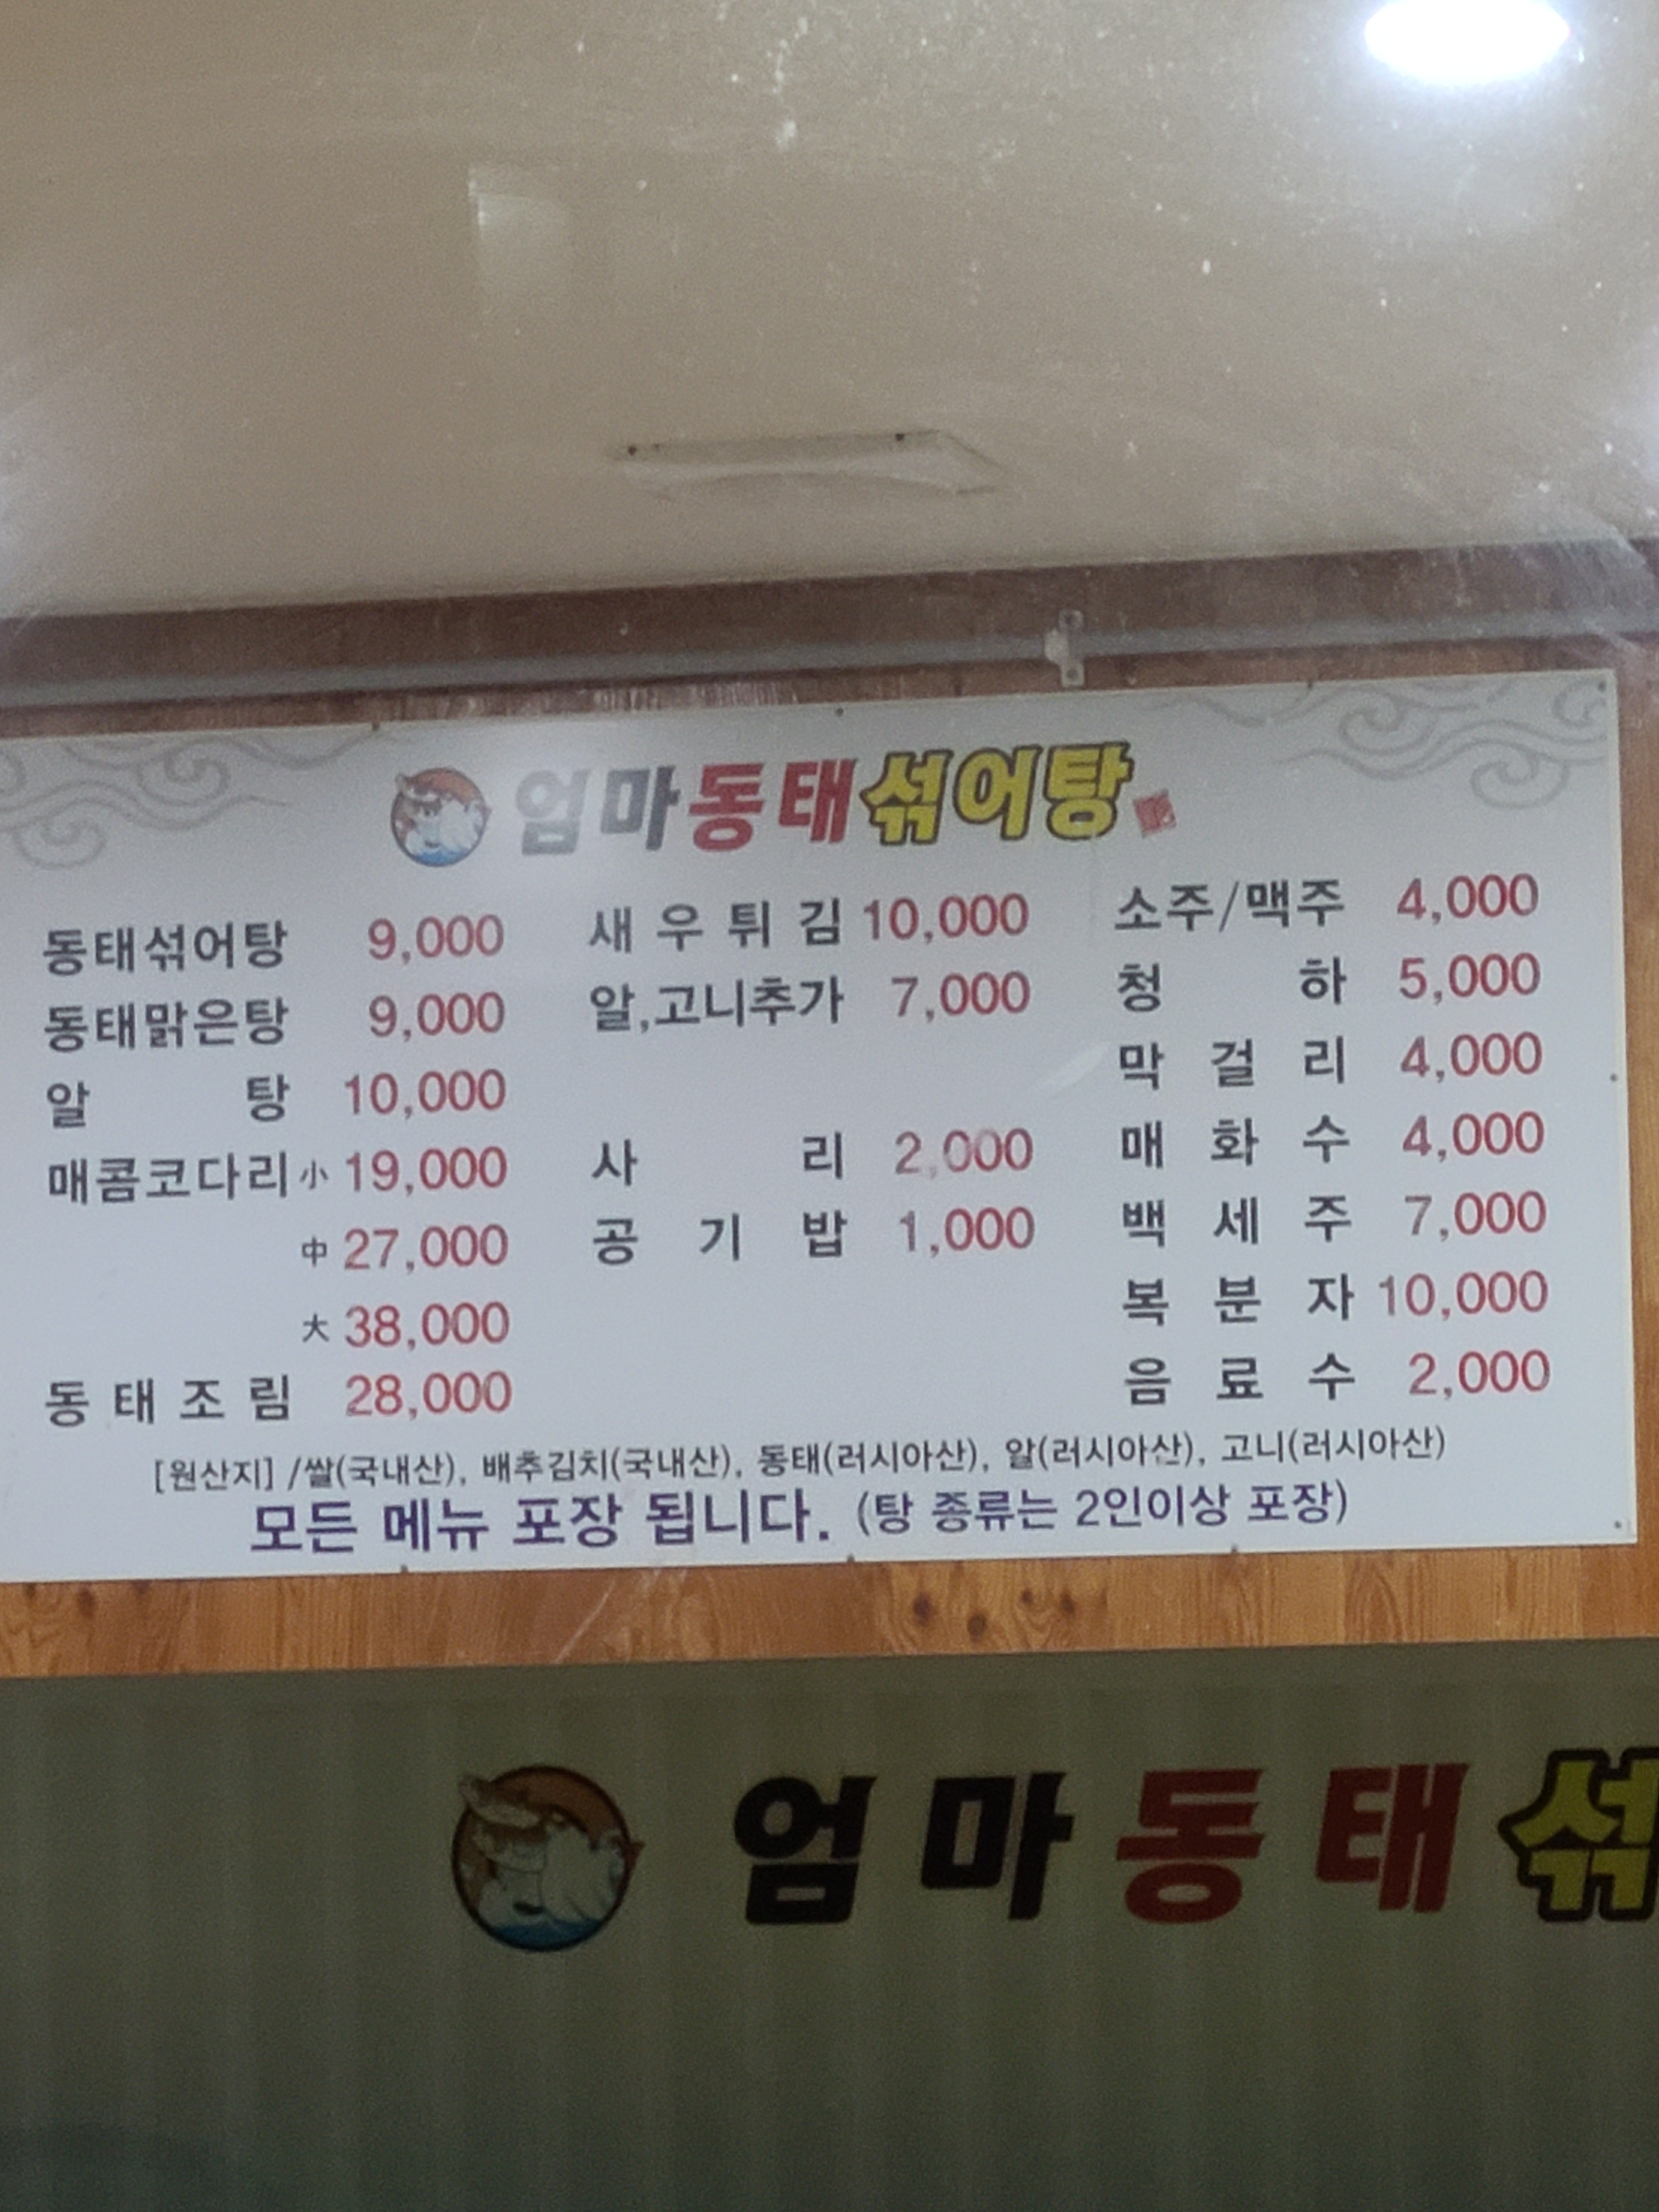 엄마동태섞어탕
동태섞어탕 9,000
동태맑은탕 9,000
알 탕 10,000
매콤코다리 小 19,000
中 27,000
大 38,000
동 태 조 림 28,000
새 우 튀 김 10,000
알,고니추가 7,000
사 리 2,000
공 기 밥 1,000
소주/맥주 4,000
청 하 5,000
막 걸 리 4,000
매 화 수 4,000
백 세 주 7,000
복 분 자 10,000
음 료 수 2,000
[원산지] /쌀(국내산), 배추김치(국내산), 동태(러시아산), 알(러시아산), 고니(러시아산)
모든 메뉴 포장 됩니다. (탕 종류는 2인이상 포장)
엄마동태섞